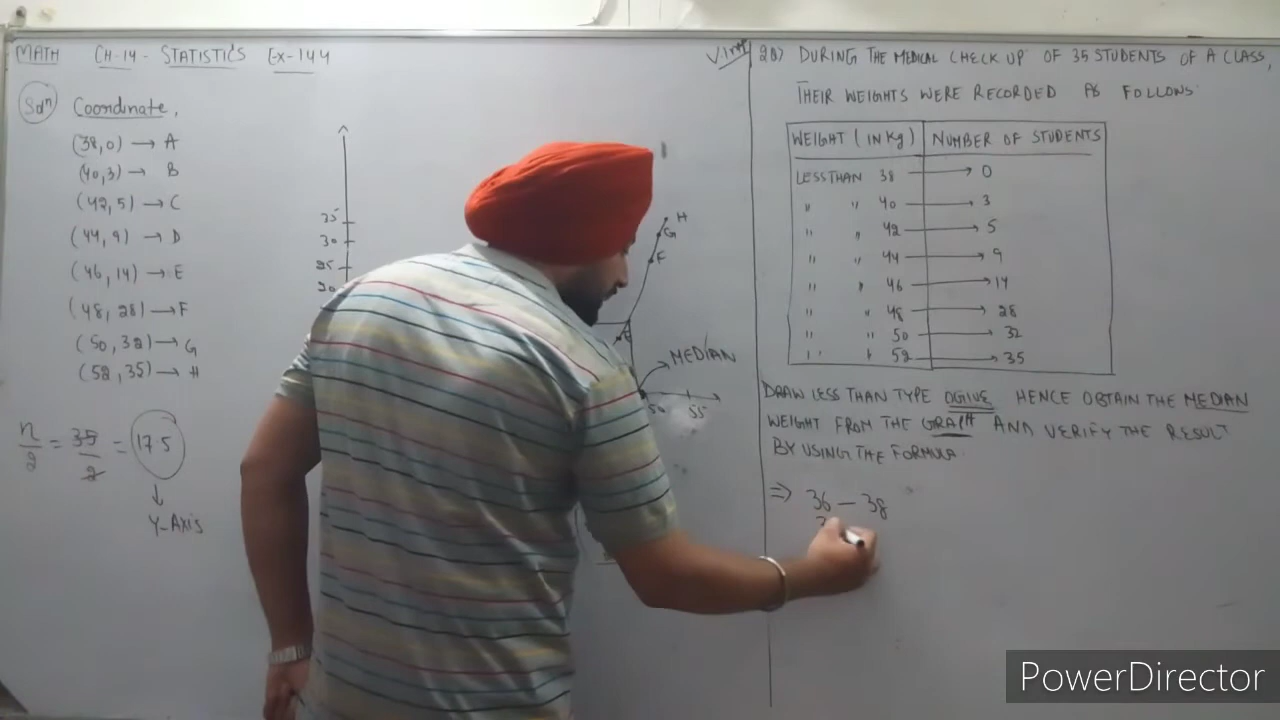 MATH CH-14 - STATISTICS Ex-14.4
Solⁿ Coordinate,
(38,0) → A
(40,3) → B
(42,5) → C
(44,9) → D
(46,14) → E
(48,28) → F
(50,32) → G
(52,35) → H
n/2 = 35/2 = 17.5
↓
Y-Axis
35
30
25
20
H
G
F
E
MEDIAN
50 55
V.Imp
20) DURING THE MEDICAL CHECK UP OF 35 STUDENTS OF A CLASS,
THEIR WEIGHTS WERE RECORDED AS FOLLOWS:
WEIGHT (IN Kg) NUMBER OF STUDENTS
LESS THAN 38 → 0
" " 40 → 3
" " 42 → 5
" " 44 → 9
" " 46 → 14
" " 48 → 28
" " 50 → 32
" " 52 → 35
DRAW LESS THAN TYPE OGIVE HENCE OBTAIN THE MEDIAN
WEIGHT FROM THE GRAPH AND VERIFY THE RESULT
BY USING THE FORMULA.
⇒ 36 – 38
PowerDirector